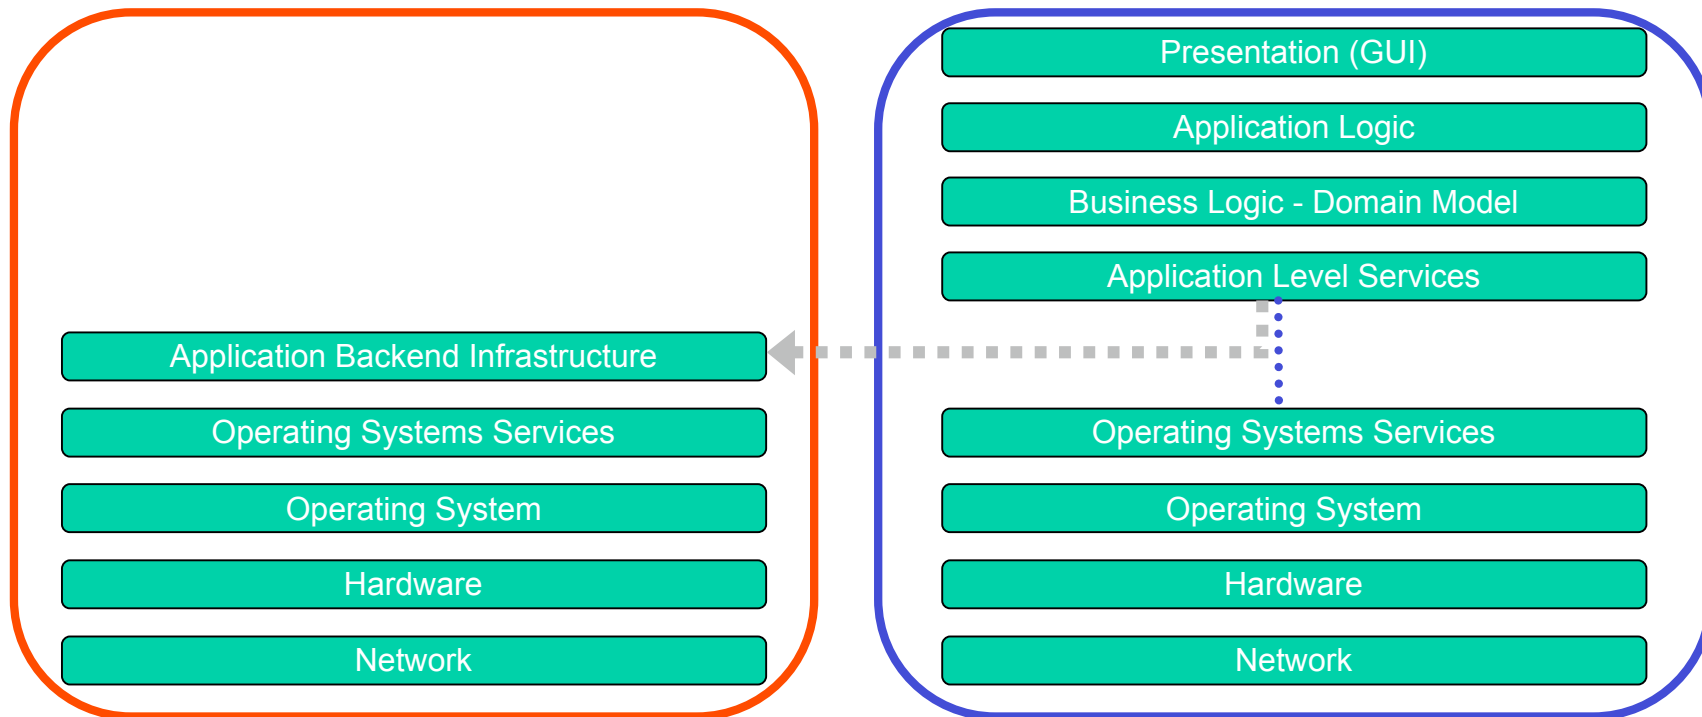 Presentation (GUI)
Application Logic
Business Logic - Domain Model
Application Level Services
Application Backend Infrastructure
Operating Systems Services
Operating Systems Services
Operating System
Operating System
Hardware
Hardware
Network
Network